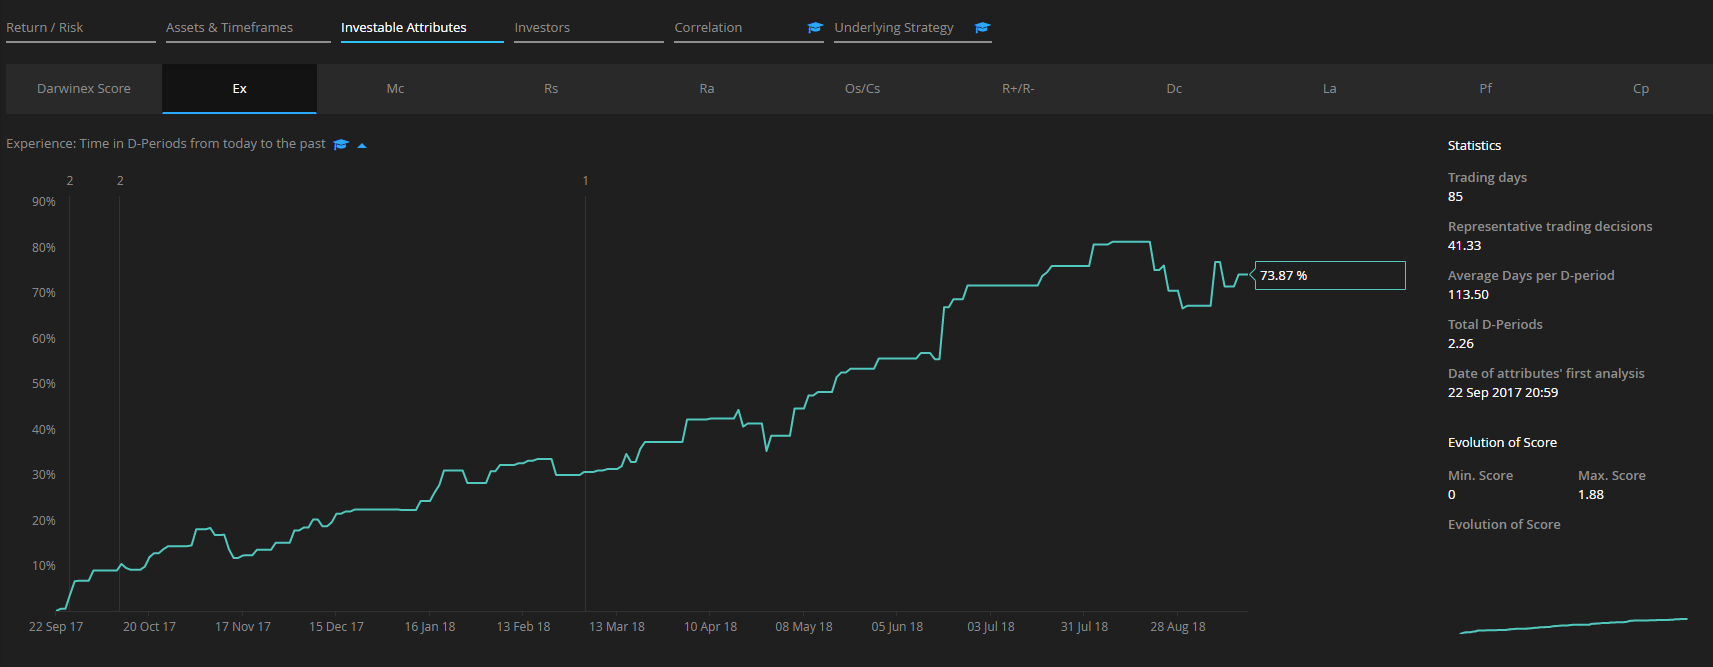 Return / Risk Assets & Timeframes Investable Attributes Investors Correlation Underlying Strategy
Darwinex Score Ex Mc Rs Ra Os/Cs R+/R- Dc La Pf Cp
Experience: Time in D-Periods from today to the past
2 2 1
90%
80%
70%
60%
50%
40%
30%
20%
10%
73.87 %
22 Sep 17 20 Oct 17 17 Nov 17 15 Dec 17 16 Jan 18 13 Feb 18 13 Mar 18 10 Apr 18 08 May 18 05 Jun 18 03 Jul 18 31 Jul 18 28 Aug 18
Statistics
Trading days
85
Representative trading decisions
41.33
Average Days per D-period
113.50
Total D-Periods
2.26
Date of attributes' first analysis
22 Sep 2017 20:59
Evolution of Score
Min. Score Max. Score
0 1.88
Evolution of Score